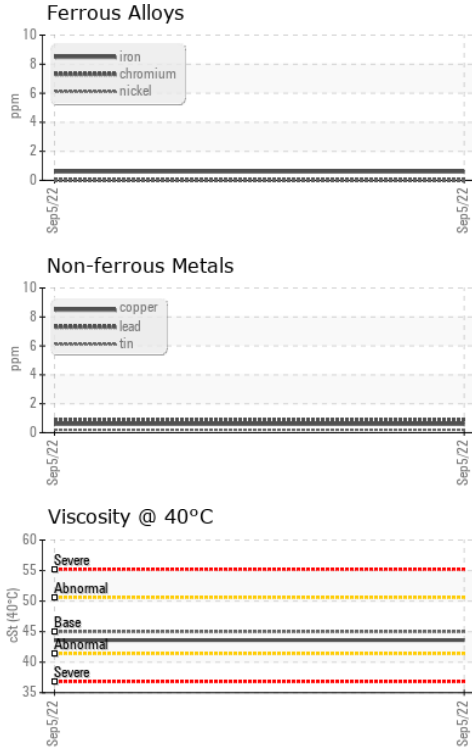 Ferrous Alloys
10
8
6
4
2
0
ppm
iron
chromium
nickel
Sep5/22
Sep5/22
Non-ferrous Metals
10
8
6
4
2
0
ppm
copper
lead
tin
Sep5/22
Sep5/22
Viscosity @ 40°C
60
55
50
45
40
35
cSt (40°C)
Severe
Abnormal
Base
Abnormal
Severe
Sep5/22
Sep5/22